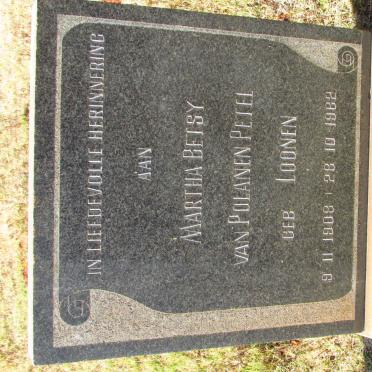 IN LIEFDEVOLLE HERINNERING
AAN
MARTHA BETSY
VAN POLANEN PETEL
GEB LOONEN
9 11 1908 28 10 1982